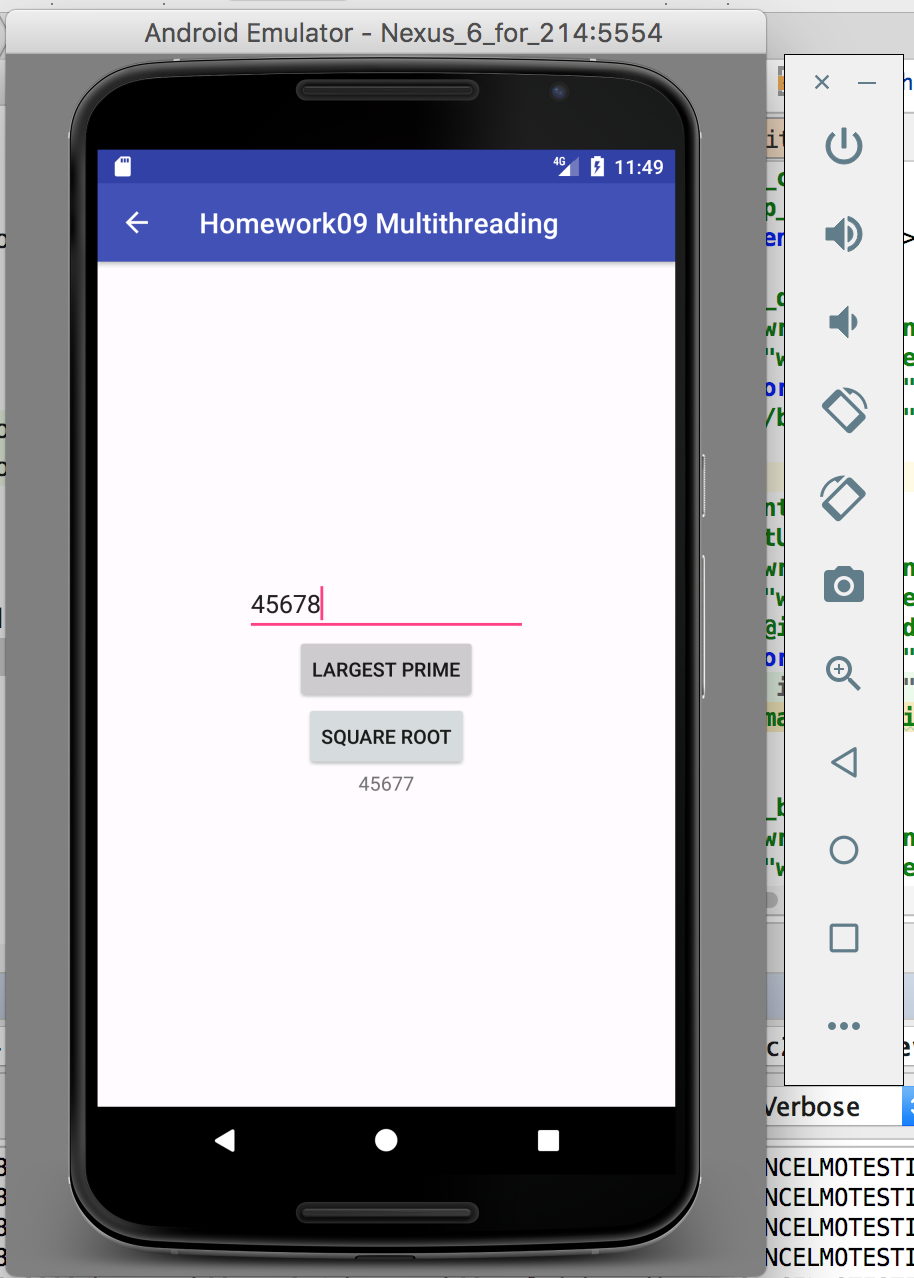 Android Emulator - Nexus_6_for_214:5554
4G 11:49
Homework09 Multithreading
45678
LARGEST PRIME
SQUARE ROOT
45677
Verbose
NCELMOTESTI
NCELMOTESTI
NCELMOTESTI
NCELMOTESTI